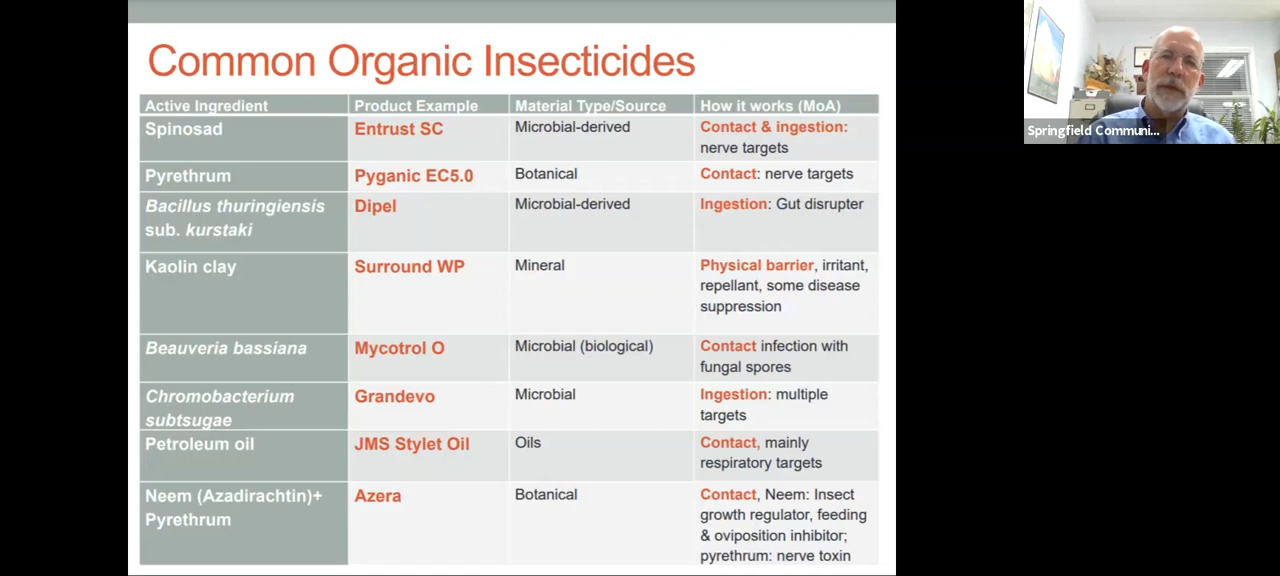 Common Organic Insecticides
Active Ingredient
Product Example
Material Type/Source
How it works (MoA)
Spinosad
Entrust SC
Microbial-derived
Contact & ingestion:
nerve targets
Pyrethrum
Pyganic EC5.0
Botanical
Contact: nerve targets
Bacillus thuringiensis
sub. kurstaki
Dipel
Microbial-derived
Ingestion: Gut disrupter
Kaolin clay
Surround WP
Mineral
Physical barrier, irritant,
repellant, some disease
suppression
Beauveria bassiana
Mycotrol O
Microbial (biological)
Contact infection with
fungal spores
Chromobacterium
subtsugae
Grandevo
Microbial
Ingestion: multiple
targets
Petroleum oil
JMS Stylet Oil
Oils
Contact, mainly
respiratory targets
Neem (Azadirachtin)+
Pyrethrum
Azera
Botanical
Contact, Neem: Insect
growth regulator, feeding
& oviposition inhibitor;
pyrethrum: nerve toxin
Springfield Communi...